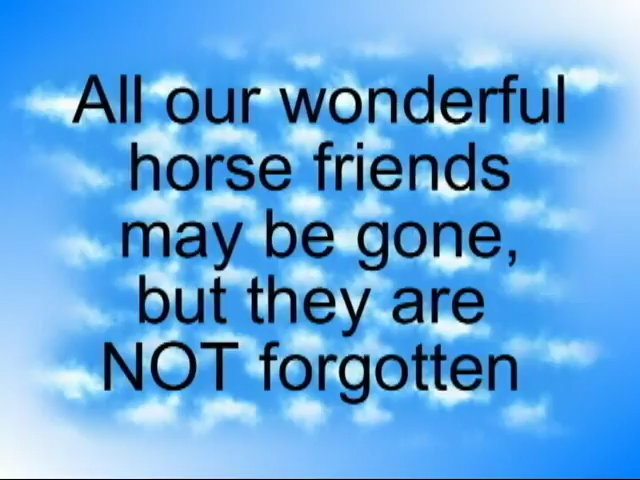 All our wonderful
horse friends
may be gone,
but they are
NOT forgotten